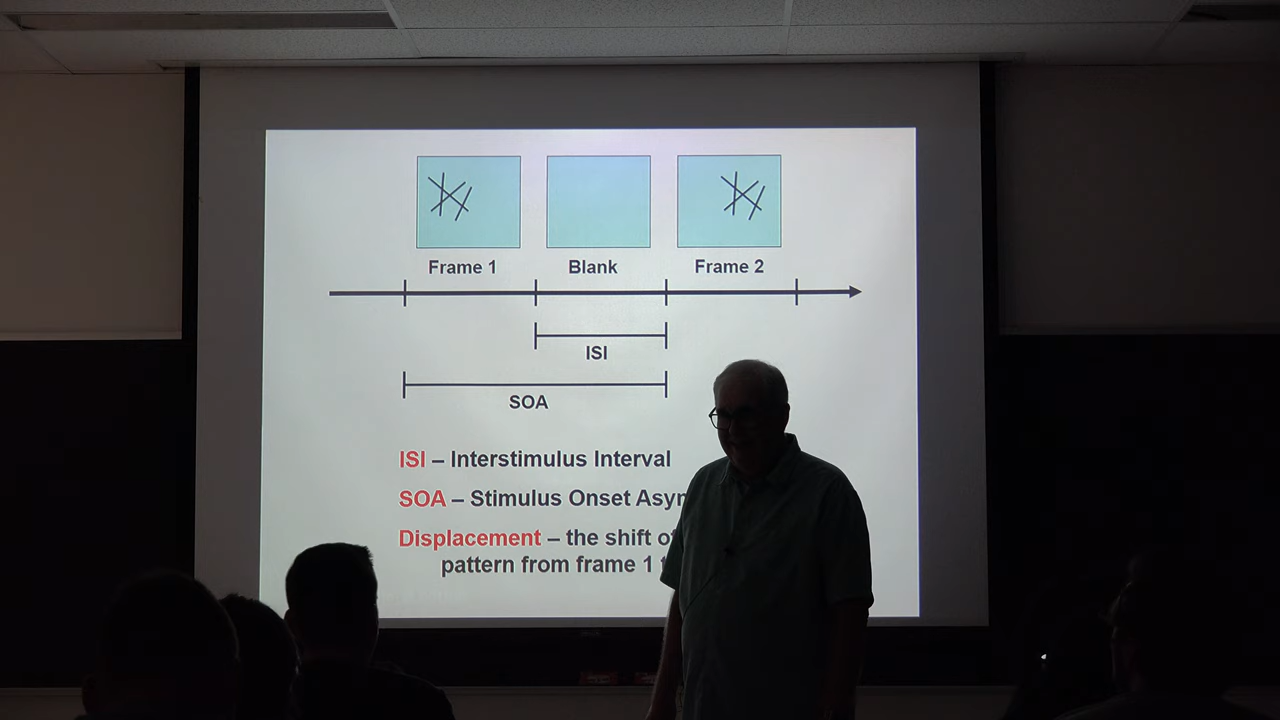 Frame 1 Blank Frame 2
ISI
SOA
ISI – Interstimulus Interval
SOA – Stimulus Onset
Displacement – the shift
pattern from frame 1